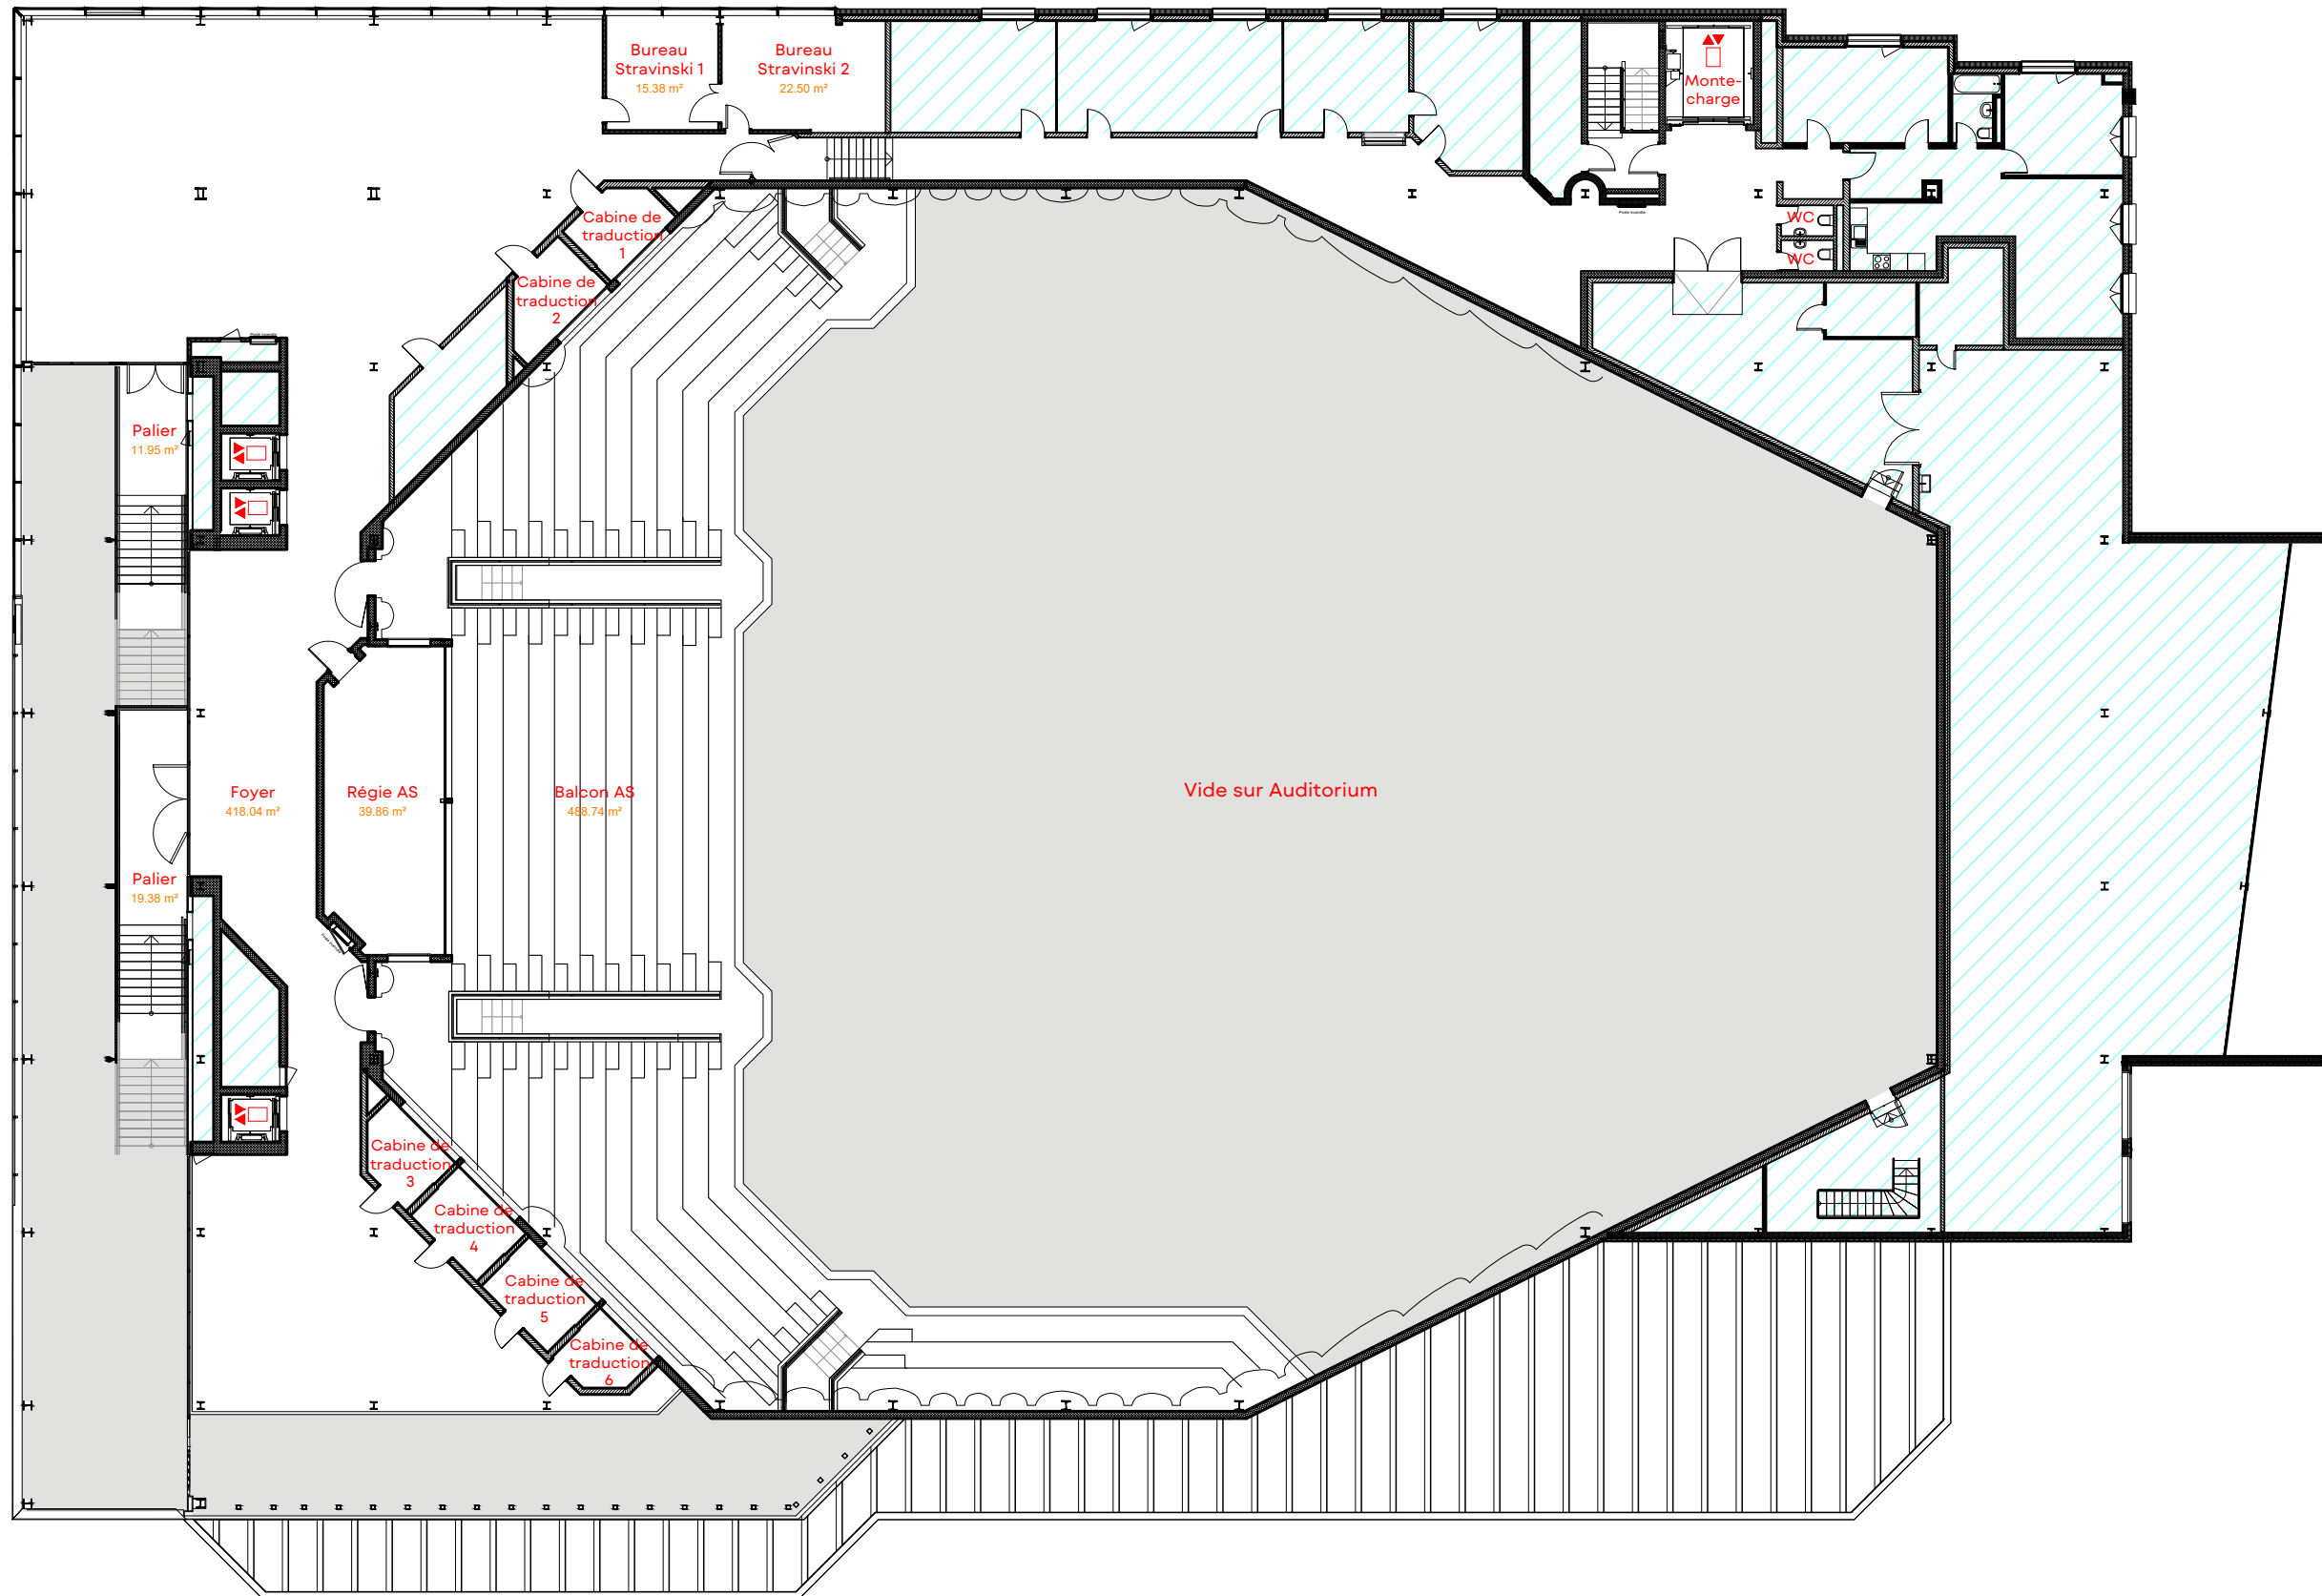 Bureau
Stravinski 1
15.38 m²
Bureau
Stravinski 2
22.50 m²
Monte-
charge
Cabine de
traduction
1
WC
WC
Cabine de
traduction
2
Palier
11.95 m²
Foyer
418.04 m²
Régie AS
39.86 m²
Balcon AS
488.74 m²
Vide sur Auditorium
Palier
19.38 m²
Cabine de
traduction
3
Cabine de
traduction
4
Cabine de
traduction
5
Cabine de
traduction
6